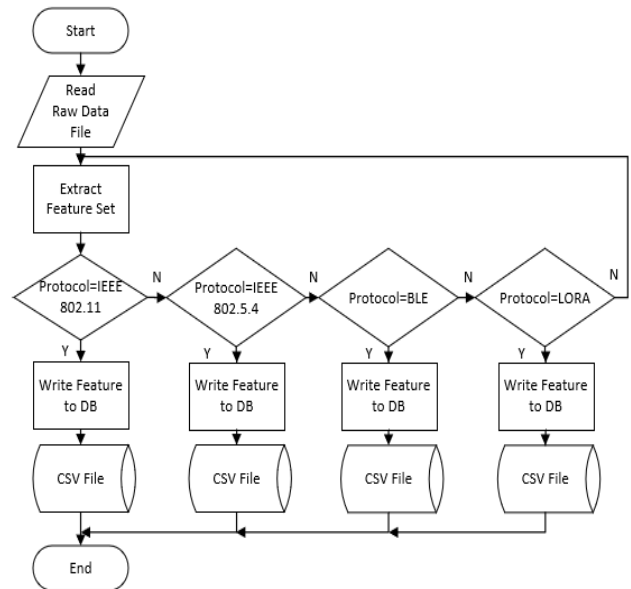 Start
Read
Raw Data
File
Extract
Feature Set
Protocol=IEEE
802.11
N
Protocol=IEEE
802.5.4
N
Protocol=BLE
N
Protocol=LORA
N
Y
Y
Y
Y
Write Feature
to DB
Write Feature
to DB
Write Feature
to DB
Write Feature
to DB
CSV File
CSV File
CSV File
CSV File
End